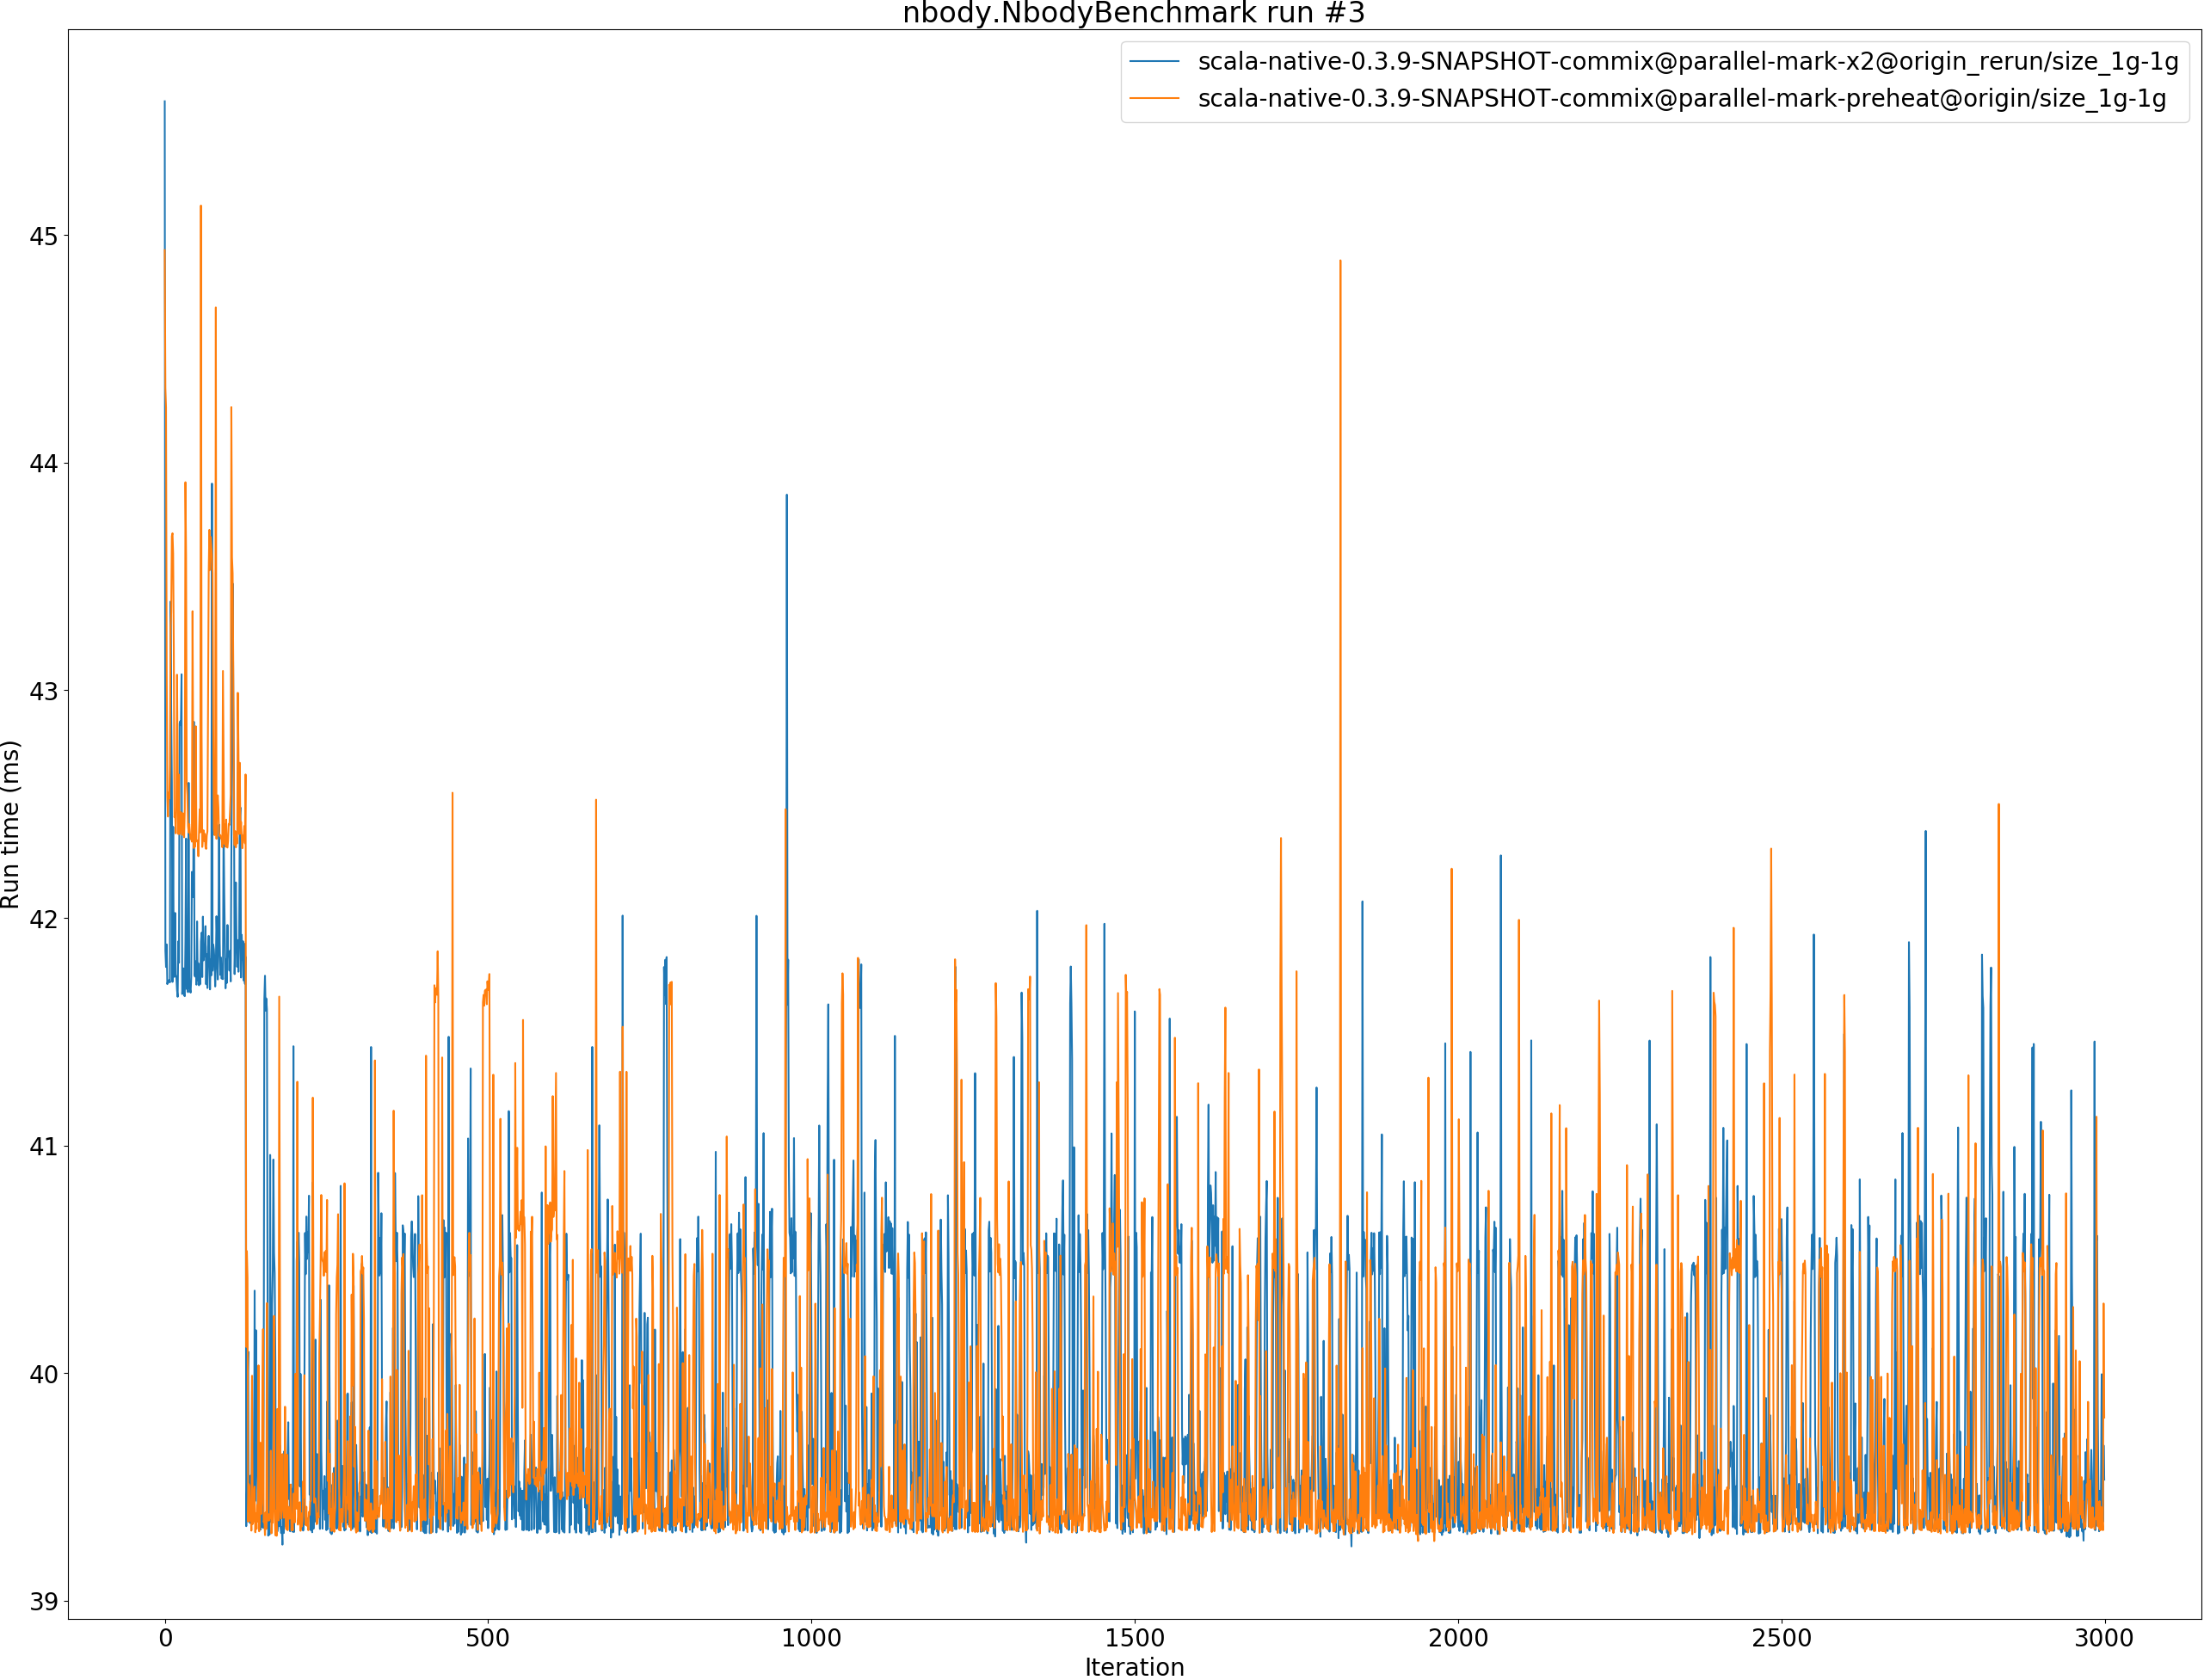 nbody.NbodyBenchmark run #3
scala-native-0.3.9-SNAPSHOT-commix@parallel-mark-x2@origin_rerun/size_1g-1g
scala-native-0.3.9-SNAPSHOT-commix@parallel-mark-preheat@origin/size_1g-1g
Run time (ms)
45
44
43
42
41
40
39
0 500 1000 1500 2000 2500 3000
Iteration